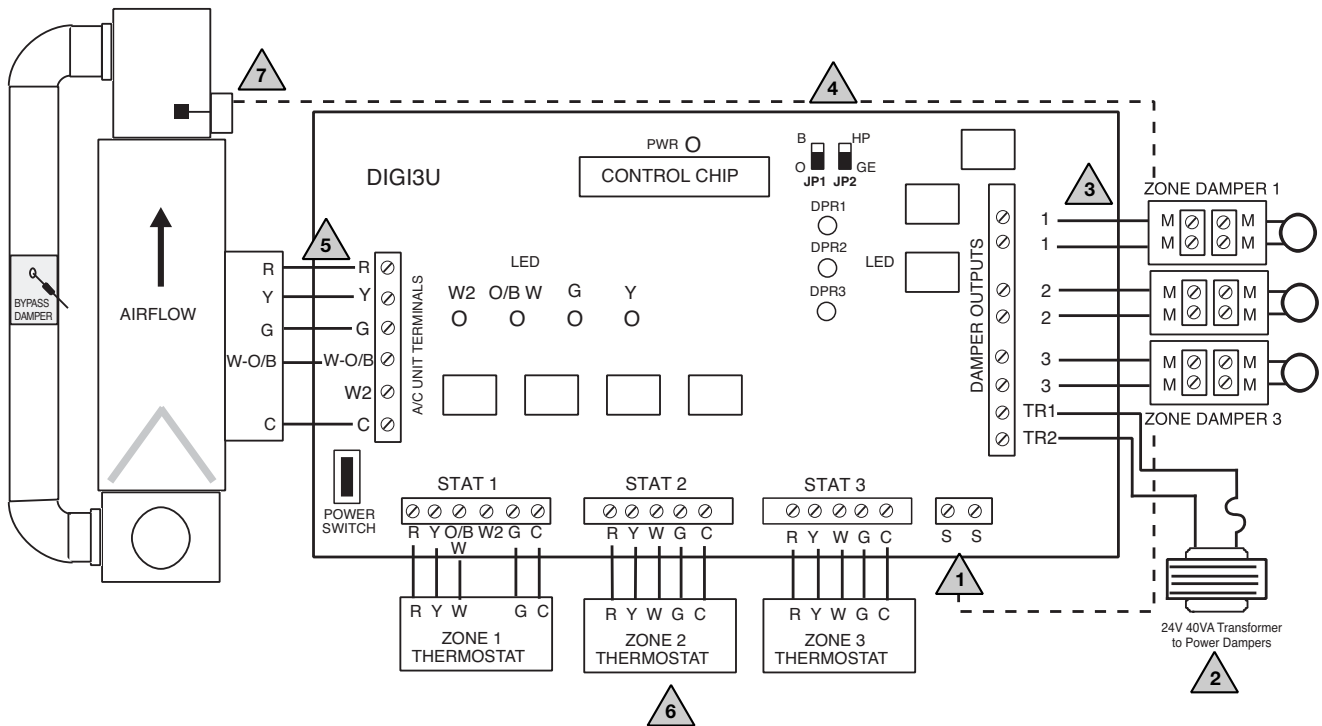 7
4
PWR
B
HP
O
GE
JP1 JP2
DIGI3U
CONTROL CHIP
3
ZONE DAMPER 1
DPR1
DPR2
DPR3
LED
DAMPER OUTPUTS
1
1
2
2
3
3
TR1
TR2
M M
M M
M M
M M
M M
M M
ZONE DAMPER 3
5
R
Y
G
W-O/B
C
R
Y
G
W-O/B
W2
C
A/C UNIT TERMINALS
LED
W2 O/B W G Y
BYPASS
DAMPER
AIRFLOW
POWER
SWITCH
STAT 1
R Y O/B W2 G C
W
STAT 2
R Y W G C
STAT 3
R Y W G C
S S
1
R Y W G C
ZONE 1
THERMOSTAT
R Y W G C
ZONE 2
THERMOSTAT
R Y W G C
ZONE 3
THERMOSTAT
24V 40VA Transformer
to Power Dampers
2
6